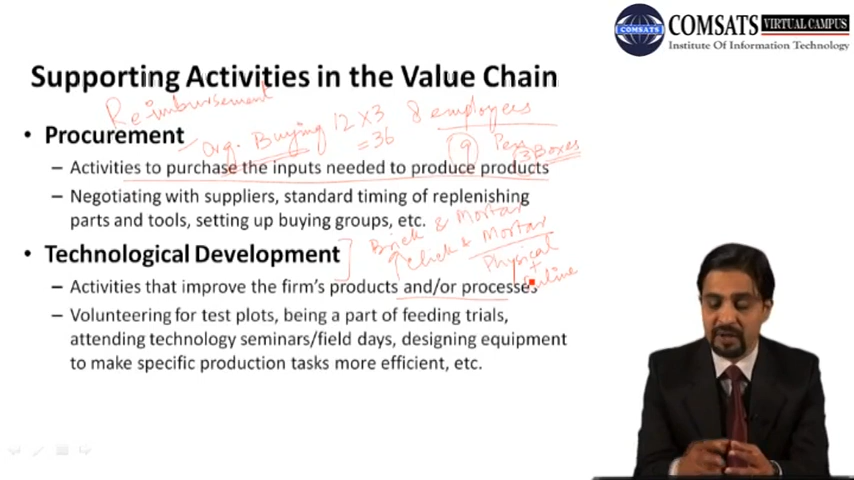 COMSATS VIRTUAL CAMPUS
COMSATS
Institute Of Information Technology
Supporting Activities in the Value Chain
Re-imbursement
• Procurement
org. Buying 12 X 3 8 employees
= 36 9 Pens
3 Boxes
– Activities to purchase the inputs needed to produce products
– Negotiating with suppliers, standard timing of replenishing
parts and tools, setting up buying groups, etc.
Brick & Mortar
• Technological Development
Click & Mortar
Physical
+
online
– Activities that improve the firm's products and/or processes
– Volunteering for test plots, being a part of feeding trials,
attending technology seminars/field days, designing equipment
to make specific production tasks more efficient, etc.